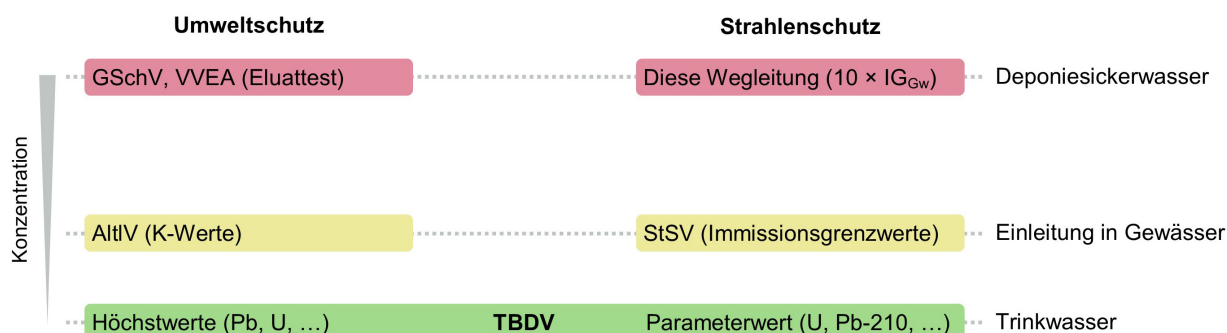 Umweltschutz
Strahlenschutz
GSchV, VVEA (Eluattest)
Diese Wegleitung (10 × IG_Gw)
Deponiesickerwasser
Konzentration
AltlV (K-Werte)
StSV (Immissionsgrenzwerte)
Einleitung in Gewässer
Höchstwerte (Pb, U, …)
TBDV
Parameterwert (U, Pb-210, …)
Trinkwasser